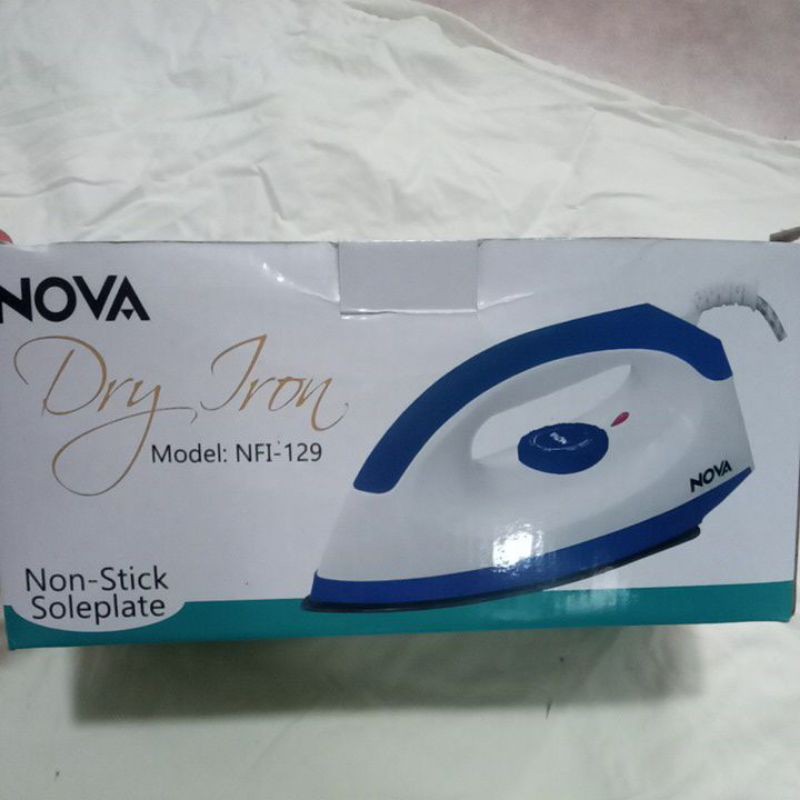 NOVA
Dry Iron
Model: NFI-129
NOVA
Non-Stick
Soleplate